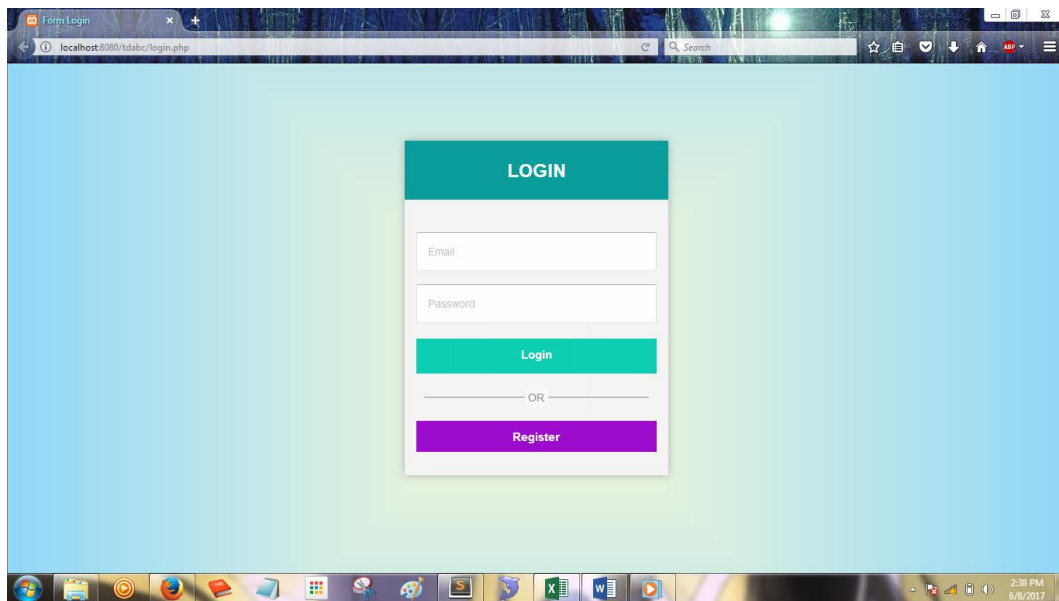 Form Login
localhost:8080/tdabc/login.php
Search
ABP
LOGIN
Email
Password
Login
OR
Register
2:38 PM
6/8/2017